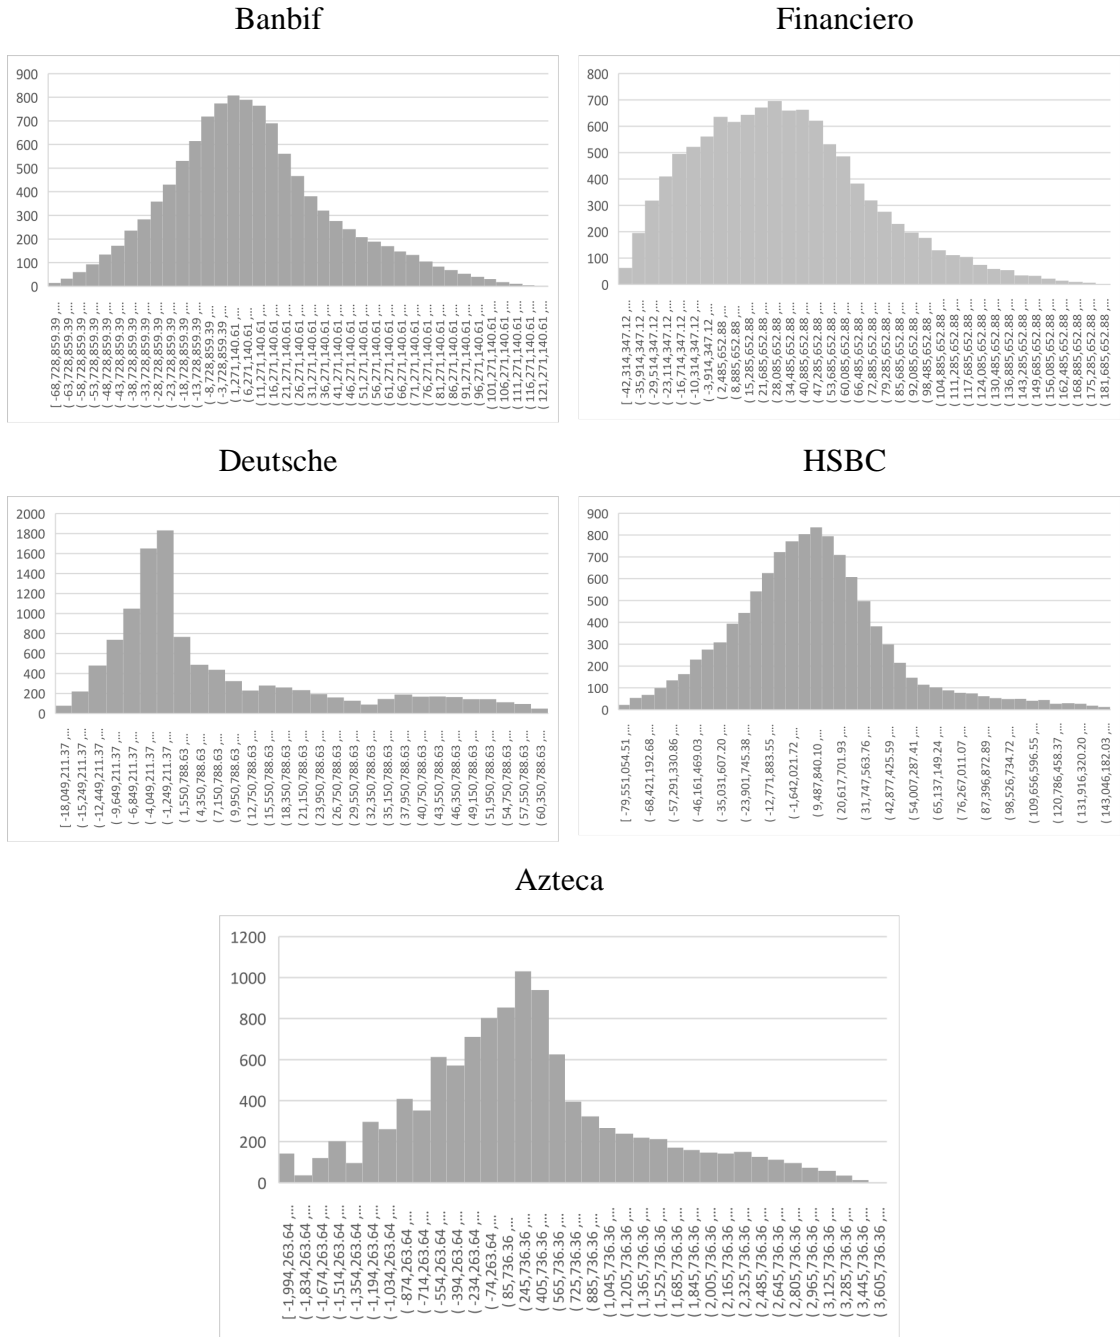 Banbif
900
800
700
600
500
400
300
200
100
0
[ -68,728,859.39 ,…
( -63,728,859.39 ,…
( -58,728,859.39 ,…
( -53,728,859.39 ,…
( -48,728,859.39 ,…
( -43,728,859.39 ,…
( -38,728,859.39 ,…
( -33,728,859.39 ,…
( -28,728,859.39 ,…
( -23,728,859.39 ,…
( -18,728,859.39 ,…
( -13,728,859.39 ,…
( -8,728,859.39 ,…
( -3,728,859.39 ,…
( 1,271,140.61 ,…
( 6,271,140.61 ,…
( 11,271,140.61 ,…
( 16,271,140.61 ,…
( 21,271,140.61 ,…
( 26,271,140.61 ,…
( 31,271,140.61 ,…
( 36,271,140.61 ,…
( 41,271,140.61 ,…
( 46,271,140.61 ,…
( 51,271,140.61 ,…
( 56,271,140.61 ,…
( 61,271,140.61 ,…
( 66,271,140.61 ,…
( 71,271,140.61 ,…
( 76,271,140.61 ,…
( 81,271,140.61 ,…
( 86,271,140.61 ,…
( 91,271,140.61 ,…
( 96,271,140.61 ,…
( 101,271,140.61 ,…
( 106,271,140.61 ,…
( 111,271,140.61 ,…
( 116,271,140.61 ,…
( 121,271,140.61 ,…
Financiero
800
700
600
500
400
300
200
100
0
[ -42,314,347.12 ,…
( -35,914,347.12 ,…
( -29,514,347.12 ,…
( -23,114,347.12 ,…
( -16,714,347.12 ,…
( -10,314,347.12 ,…
( -3,914,347.12 ,…
( 2,485,652.88 ,…
( 8,885,652.88 ,…
( 15,285,652.88 ,…
( 21,685,652.88 ,…
( 28,085,652.88 ,…
( 34,485,652.88 ,…
( 40,885,652.88 ,…
( 47,285,652.88 ,…
( 53,685,652.88 ,…
( 60,085,652.88 ,…
( 66,485,652.88 ,…
( 72,885,652.88 ,…
( 79,285,652.88 ,…
( 85,685,652.88 ,…
( 92,085,652.88 ,…
( 98,485,652.88 ,…
( 104,885,652.88 ,…
( 111,285,652.88 ,…
( 117,685,652.88 ,…
( 124,085,652.88 ,…
( 130,485,652.88 ,…
( 136,885,652.88 ,…
( 143,285,652.88 ,…
( 149,685,652.88 ,…
( 156,085,652.88 ,…
( 162,485,652.88 ,…
( 168,885,652.88 ,…
( 175,285,652.88 ,…
( 181,685,652.88 ,…
Deutsche
2000
1800
1600
1400
1200
1000
800
600
400
200
0
[ -18,049,211.37 ,…
( -15,249,211.37 ,…
( -12,449,211.37 ,…
( -9,649,211.37 ,…
( -6,849,211.37 ,…
( -4,049,211.37 ,…
( -1,249,211.37 ,…
( 1,550,788.63 ,…
( 4,350,788.63 ,…
( 7,150,788.63 ,…
( 9,950,788.63 ,…
( 12,750,788.63 ,…
( 15,550,788.63 ,…
( 18,350,788.63 ,…
( 21,150,788.63 ,…
( 23,950,788.63 ,…
( 26,750,788.63 ,…
( 29,550,788.63 ,…
( 32,350,788.63 ,…
( 35,150,788.63 ,…
( 37,950,788.63 ,…
( 40,750,788.63 ,…
( 43,550,788.63 ,…
( 46,350,788.63 ,…
( 49,150,788.63 ,…
( 51,950,788.63 ,…
( 54,750,788.63 ,…
( 57,550,788.63 ,…
( 60,350,788.63 ,…
HSBC
900
800
700
600
500
400
300
200
100
0
[ -79,551,054.51 ,…
( -68,421,192.68 ,…
( -57,291,330.86 ,…
( -46,161,469.03 ,…
( -35,031,607.20 ,…
( -23,901,745.38 ,…
( -12,771,883.55 ,…
( -1,642,021.72 ,…
( 9,487,840.10 ,…
( 20,617,701.93 ,…
( 31,747,563.76 ,…
( 42,877,425.59 ,…
( 54,007,287.41 ,…
( 65,137,149.24 ,…
( 76,267,011.07 ,…
( 87,396,872.89 ,…
( 98,526,734.72 ,…
( 109,656,596.55 ,…
( 120,786,458.37 ,…
( 131,916,320.20 ,…
( 143,046,182.03 ,…
Azteca
1200
1000
800
600
400
200
0
[ -1,994,263.64 ,…
( -1,834,263.64 ,…
( -1,674,263.64 ,…
( -1,514,263.64 ,…
( -1,354,263.64 ,…
( -1,194,263.64 ,…
( -1,034,263.64 ,…
( -874,263.64 ,…
( -714,263.64 ,…
( -554,263.64 ,…
( -394,263.64 ,…
( -234,263.64 ,…
( -74,263.64 ,…
( 85,736.36 ,…
( 245,736.36 ,…
( 405,736.36 ,…
( 565,736.36 ,…
( 725,736.36 ,…
( 885,736.36 ,…
( 1,045,736.36 ,…
( 1,205,736.36 ,…
( 1,365,736.36 ,…
( 1,525,736.36 ,…
( 1,685,736.36 ,…
( 1,845,736.36 ,…
( 2,005,736.36 ,…
( 2,165,736.36 ,…
( 2,325,736.36 ,…
( 2,485,736.36 ,…
( 2,645,736.36 ,…
( 2,805,736.36 ,…
( 2,965,736.36 ,…
( 3,125,736.36 ,…
( 3,285,736.36 ,…
( 3,445,736.36 ,…
( 3,605,736.36 ,…